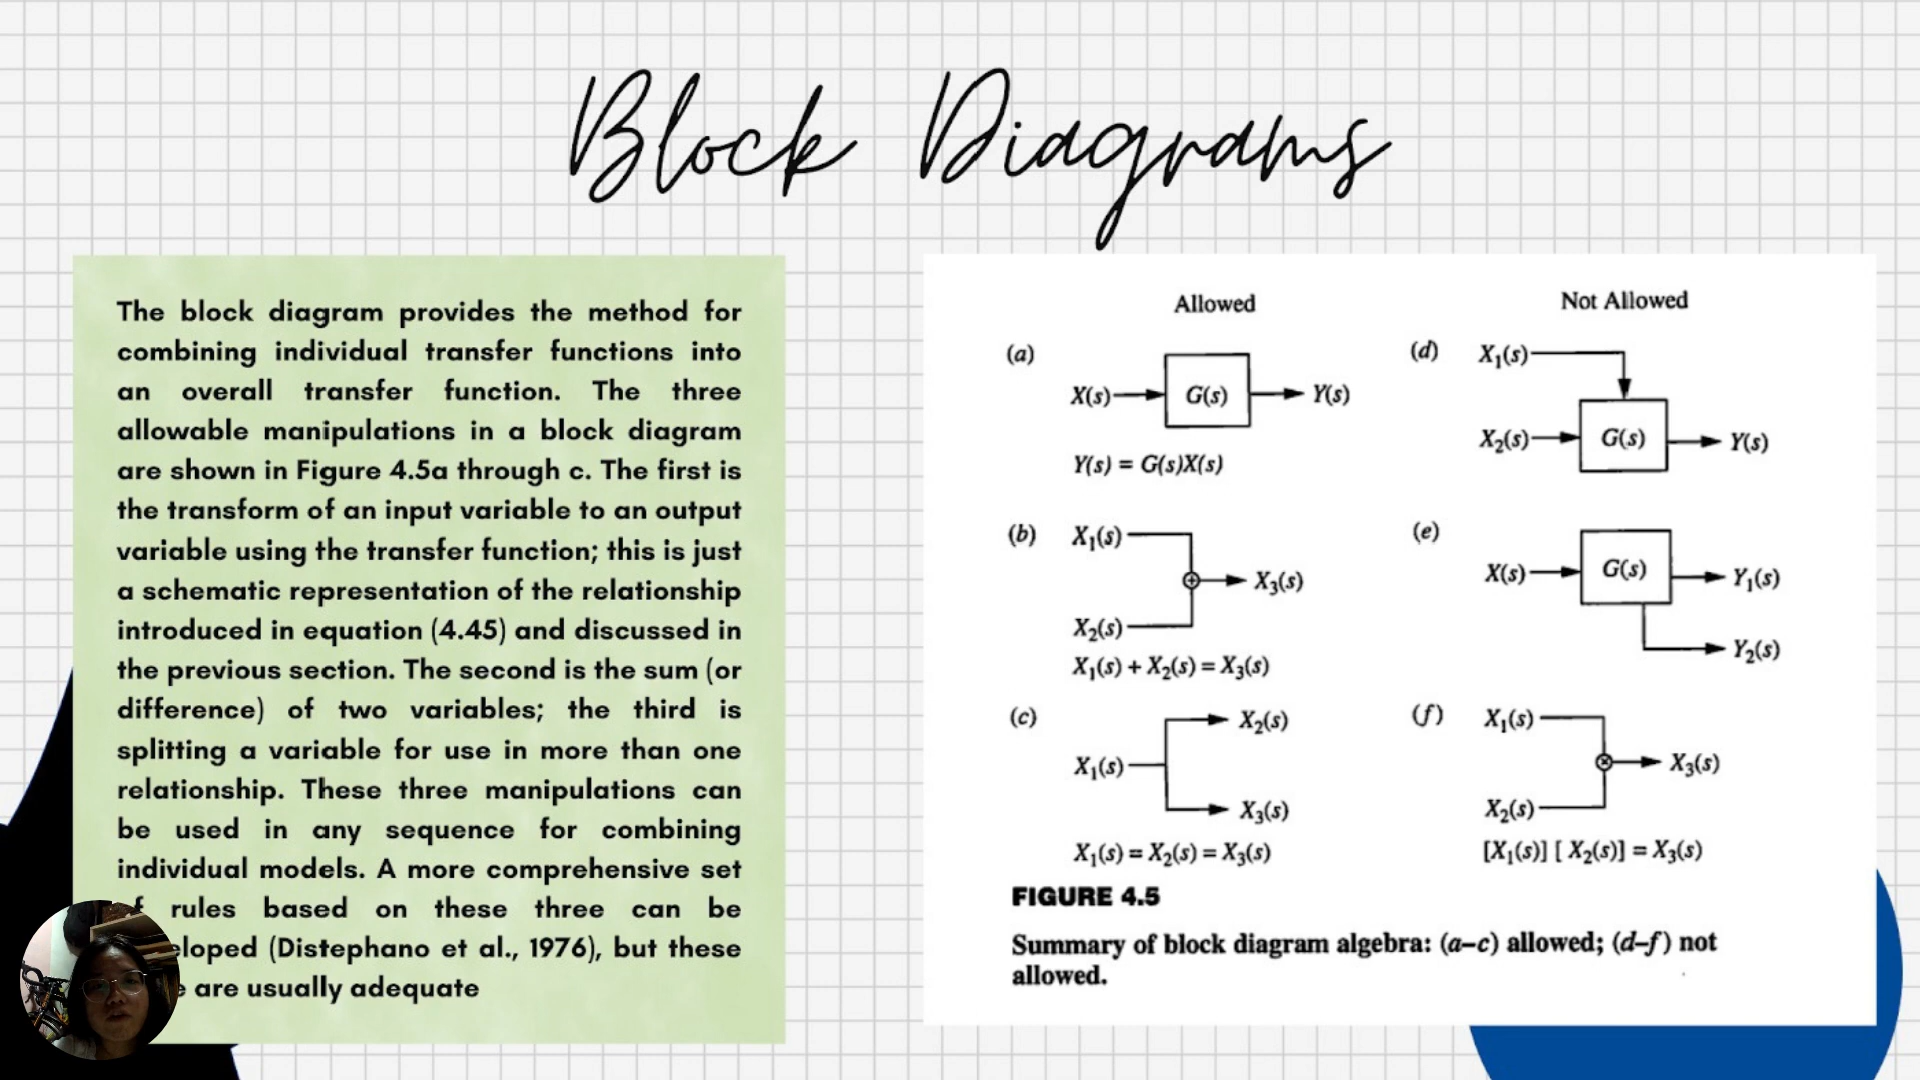 Block Diagrams
The block diagram provides the method for
combining individual transfer functions into
an overall transfer function. The three
allowable manipulations in a block diagram
are shown in Figure 4.5a through c. The first is
the transform of an input variable to an output
variable using the transfer function; this is just
a schematic representation of the relationship
introduced in equation (4.45) and discussed in
the previous section. The second is the sum (or
difference) of two variables; the third is
splitting a variable for use in more than one
relationship. These three manipulations can
be used in any sequence for combining
individual models. A more comprehensive set
rules based on these three can be
(Distephano et al., 1976), but these
are usually adequate
Allowed
(a)
X(s) G(s) Y(s)
Y(s) = G(s)X(s)
(b) X₁(s)
X₃(s)
X₂(s)
X₁(s) + X₂(s) = X₃(s)
(c) X₂(s)
X₁(s)
X₃(s)
X₁(s) = X₂(s) = X₃(s)
Not Allowed
(d) X₁(s)
X₂(s) G(s) Y(s)
(e)
X(s) G(s) Y₁(s)
Y₂(s)
(f) X₁(s)
X₃(s)
X₂(s)
[X₁(s)] [ X₂(s)] = X₃(s)
FIGURE 4.5
Summary of block diagram algebra: (a–c) allowed; (d–f) not
allowed.